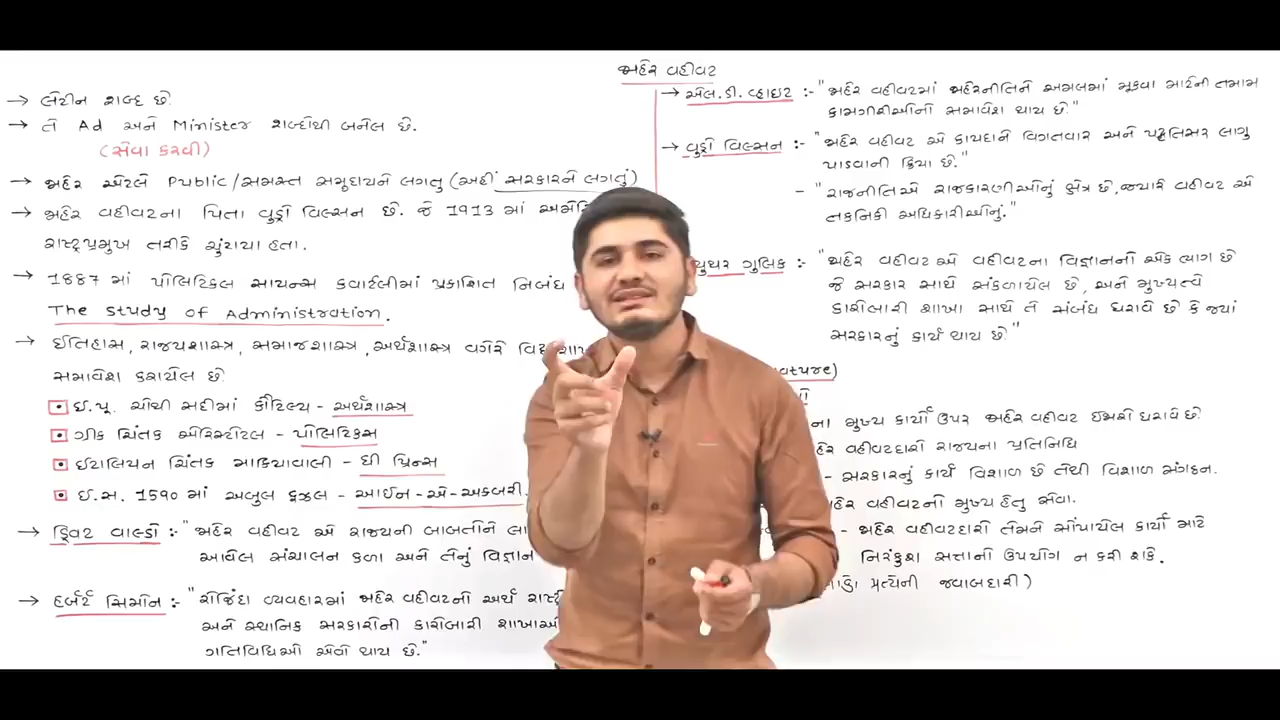 જાહેર વહીવટ
→ લેટીન શબ્દ છે.
→ તે Ad અને Minister શબ્દોથી બનેલ છે.
(સેવા કરવી)
→ જાહેર એટલે Public/સમસ્ત સમુદાયને લગતુ (અહીં સરકારને લગતું)
→ જાહેર વહીવટના પિતા વુડ્રો વિલ્સન છે. જે 1913 માં
રાષ્ટ્રપ્રમુખ તરીકે ચુંટાયા હતા.
→ 1887 માં પોલિટિકલ સાયન્સ ક્વાર્ટલીમાં પ્રકાશિત નિબંધ
The study of Administration.
→ ઈતિહાસ, રાજ્યશાસ્ત્ર, સમાજશાસ્ત્ર, અર્થશાસ્ત્ર વગેરે
સમાવેશ કરાયેલ છે.
ઈ.પૂ. ચોથી સદીમાં કૌટિલ્ય - અર્થશાસ્ત્ર
ગ્રીક ચિંતક એરિસ્ટોટલ - પોલિટિક્સ
ઈટાલિયન ચિંતક માકિયાવાલી - ધી પ્રિન્સ
ઈ.સ. 1590 માં અબુલ ફઝલ - આઈન-એ-અકબરી.
→ ડ્વિટ વાલ્ડો :- "જાહેર વહીવટ એ રાજ્યની બાબતોને
આવેલ સંચાલન કળા અને તેનું વિજ્ઞાન
→ હર્બર્ટ સિમોન :- "રોજિંદા વ્યવહારમાં જાહેર વહીવટનો અર્થ
અને સ્થાનિક સરકારોની કારોબારી
ગતિવિધિઓ એવો થાય છે."
→ એલ.ડી. વ્હાઈટ :- "જાહેર વહીવટમાં જાહેરનીતિને અમલમાં મૂકવા માટેની તમામ
કામગીરીઓનો સમાવેશ થાય છે."
→ વુડ્રો વિલ્સન :- "જાહેર વહીવટ એ કાયદાને વિગતવાર અને પદ્ધતિસર લાગુ
પાડવાની ક્રિયા છે."
- "રાજનીતિએ રાજકારણીઓનું ક્ષેત્ર છે, જ્યારે વહીવટ એ
તકનિકી અધિકારીઓનું."
ગુલિક :- "જાહેર વહીવટ એ વહીવટના વિજ્ઞાનનો એક ભાગ છે
જે સરકાર સાથે સંકળાયેલ છે, અને મુખ્યત્વે
કારોબારી શાખા સાથે તે સંબંધ ધરાવે છે કે જ્યાં
સરકારનું કાર્ય થાય છે"
મુખ્ય કાર્યો ઉપર જાહેર વહીવટ ઈજારો ધરાવે છે.
વહીવટદારો રાજ્યના પ્રતિનિધિ
- સરકારનું કાર્ય વિશાળ છે તેથી વિશાળ સંગઠન.
જાહેર વહીવટનો મુખ્ય હેતુ સેવા.
- જાહેર વહીવટદારો તેમને સોંપાયેલ કાર્યો માટે
નિરંકુશ સત્તાનો ઉપયોગ ન કરી શકે.
પ્રત્યેની જવાબદારી)